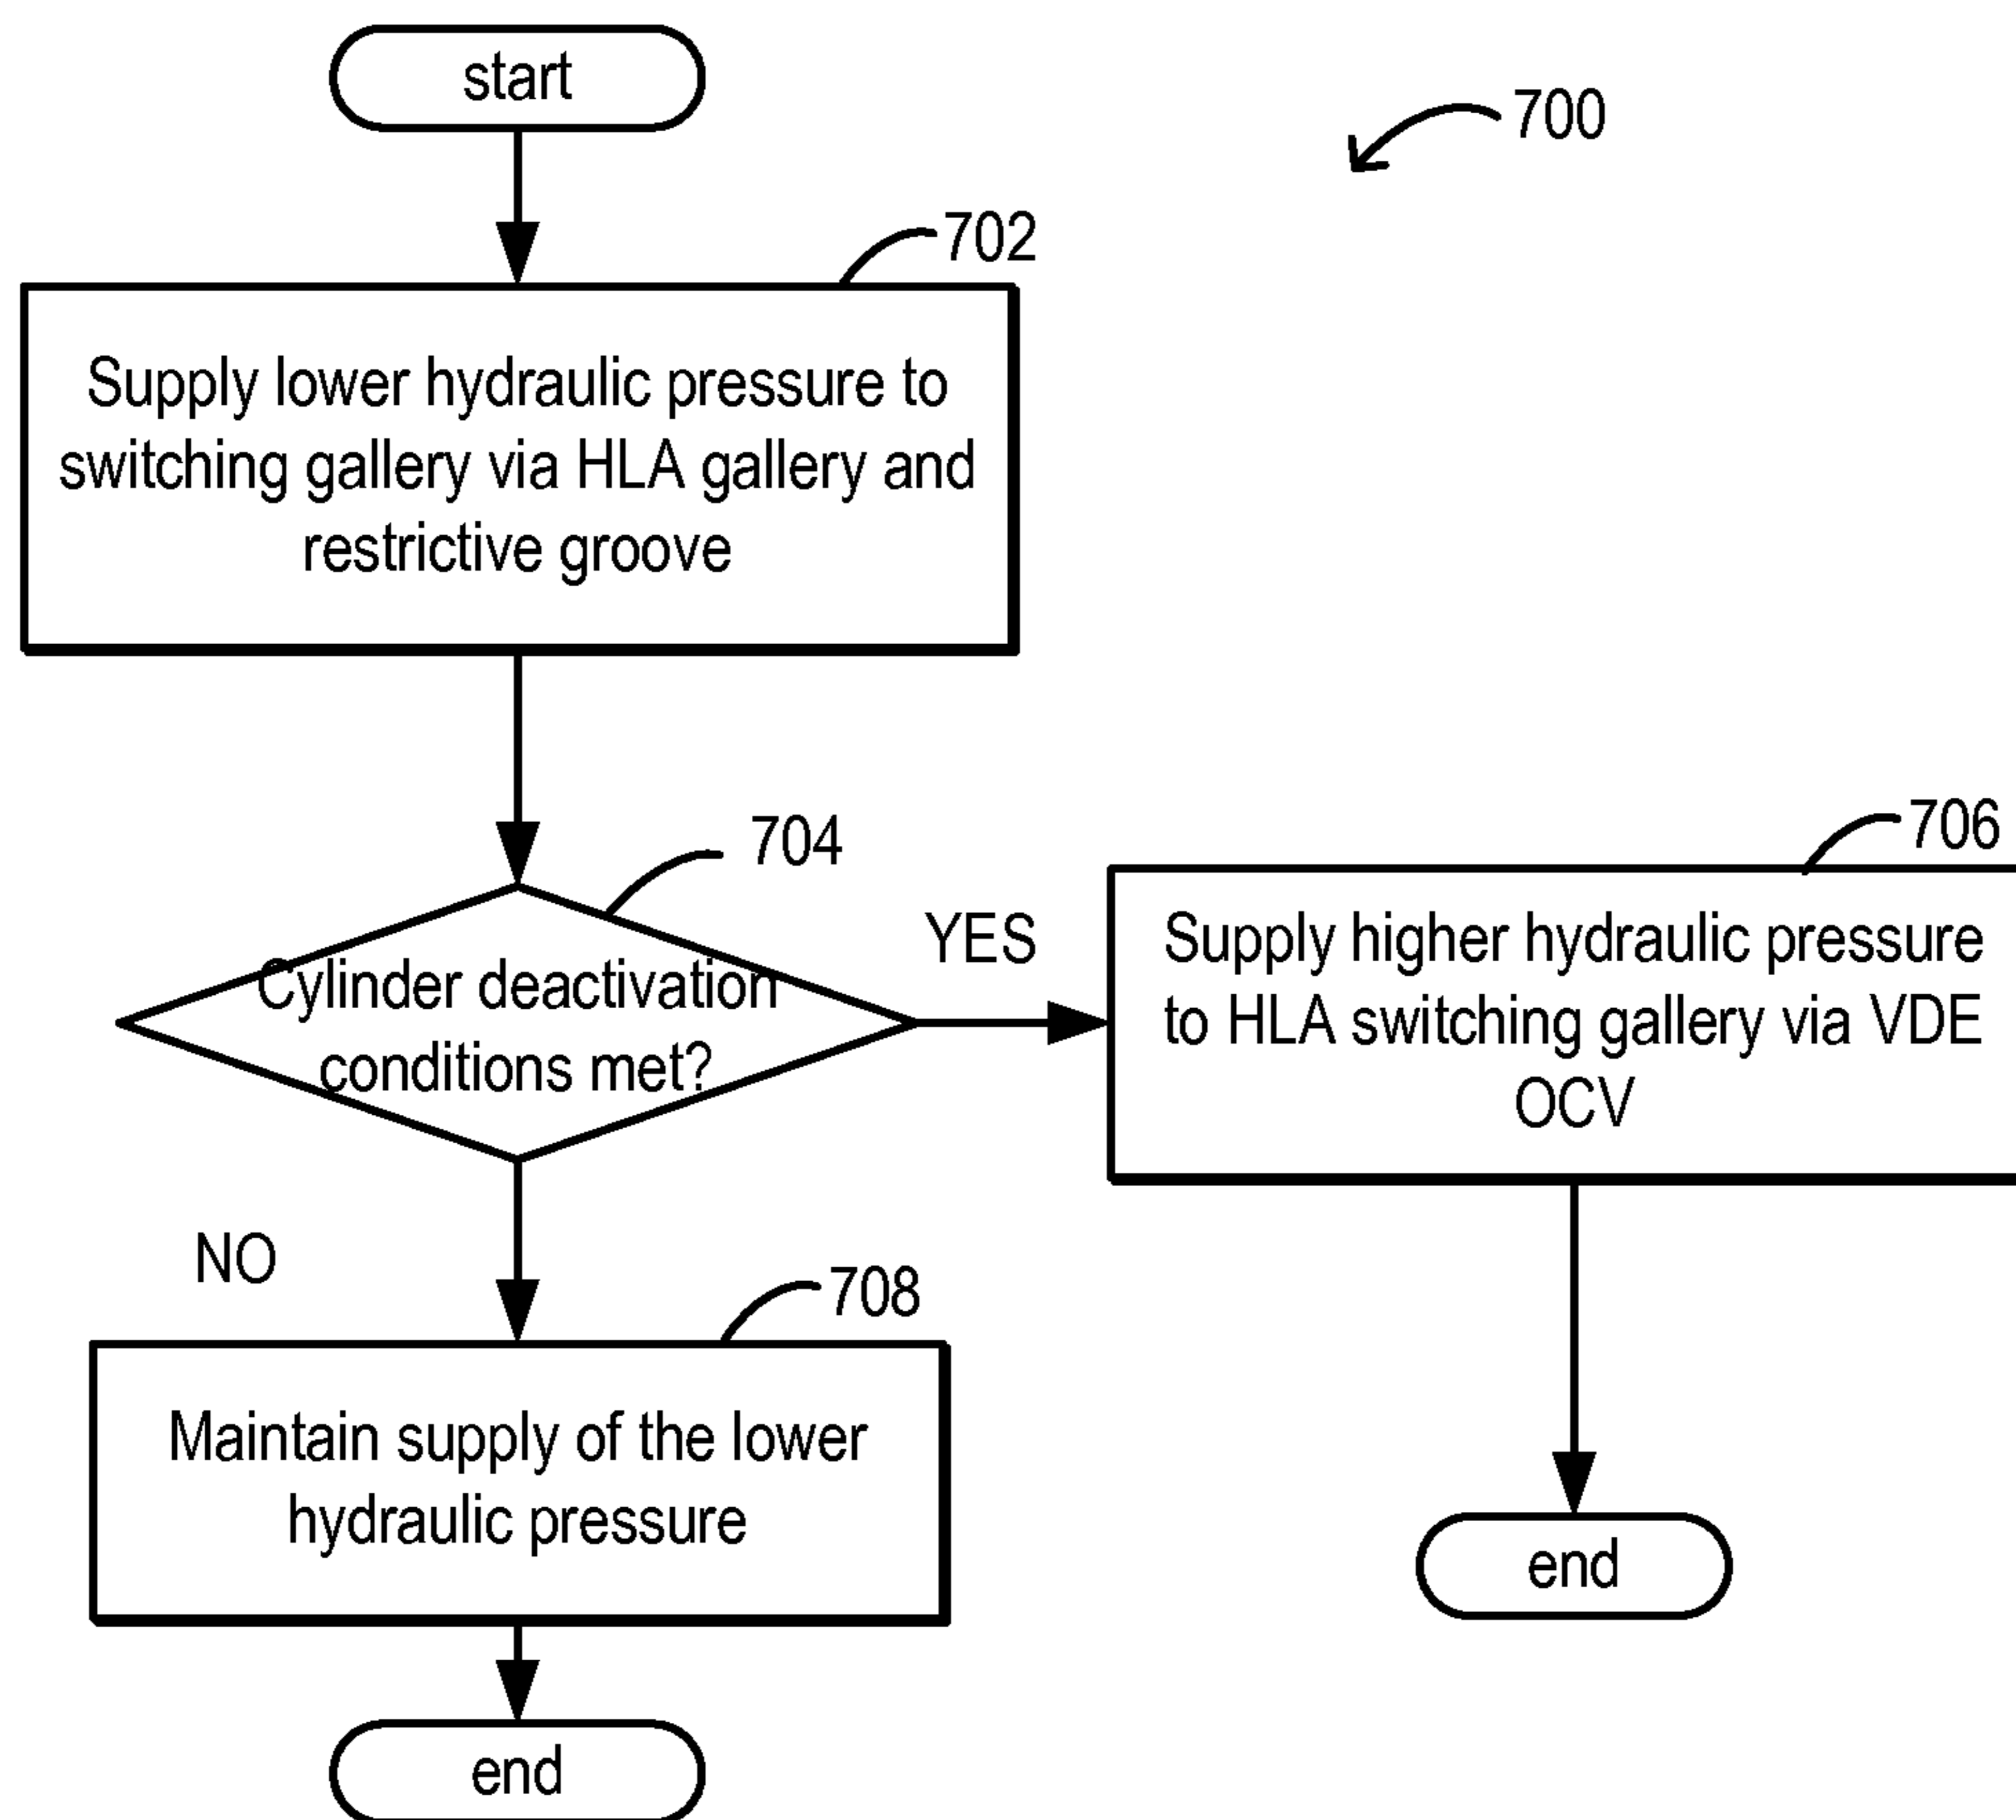 start
700
702
Supply lower hydraulic pressure to
switching gallery via HLA gallery and
restrictive groove
704
706
YES
Cylinder deactivation
conditions met?
Supply higher hydraulic pressure
to HLA switching gallery via VDE
OCV
NO
708
Maintain supply of the lower
hydraulic pressure
end
end